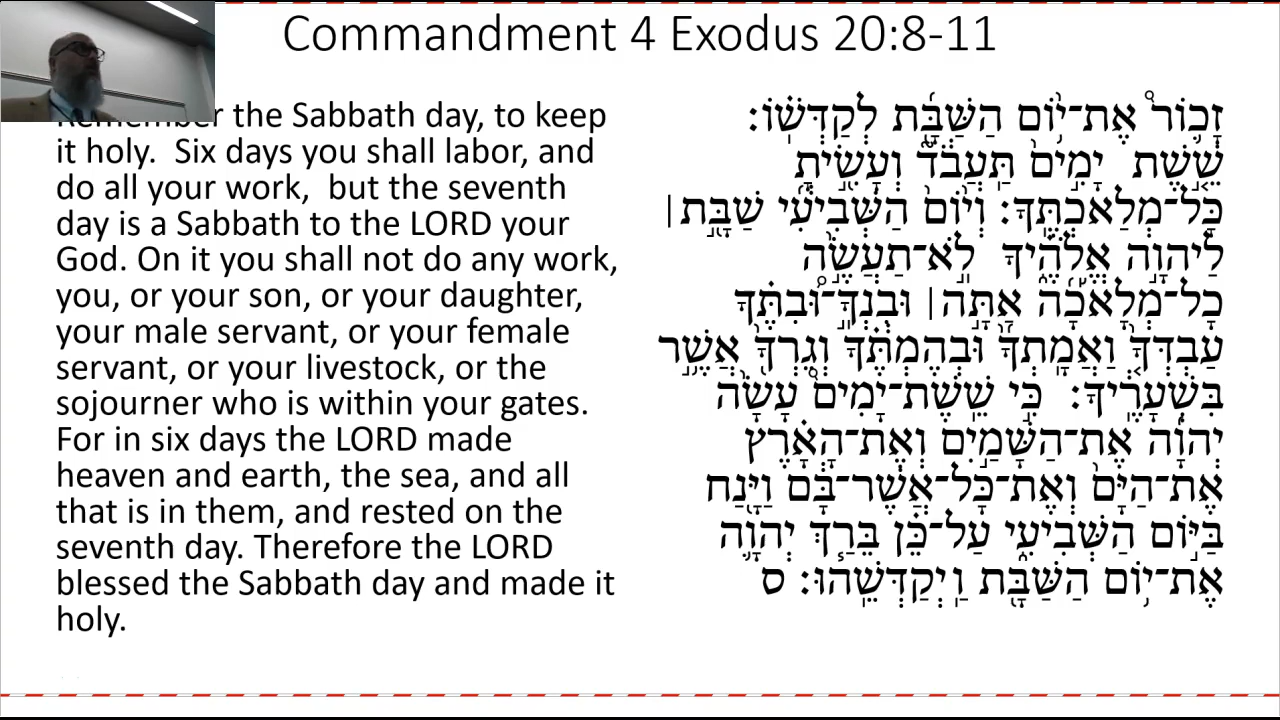 Commandment 4 Exodus 20:8-11
the Sabbath day, to keep
it holy. Six days you shall labor, and
do all your work, but the seventh
day is a Sabbath to the LORD your
God. On it you shall not do any work,
you, or your son, or your daughter,
your male servant, or your female
servant, or your livestock, or the
sojourner who is within your gates.
For in six days the LORD made
heaven and earth, the sea, and all
that is in them, and rested on the
seventh day. Therefore the LORD
blessed the Sabbath day and made it
holy.
זָכ֛וֹר֩ אֶת־י֥֨וֹם הַשַּׁבָּ֖֜ת לְקַדְּשֽׁ֗וֹ׃
שֵׁ֤֣שֶׁת יָמִ֣ים֙ תַּֽעֲבֹ֔ד֮ וְעָשִׂ֖֣יתָ
כָּל־מְלַאכְתֶּֽךָ֒׃ וְי֨וֹם֙ הַשְּׁבִיעִ֔֜י שַׁבָּ֖֣ת׀
לַיהוָ֣ה אֱלֹהֶ֑֗יךָ לֹֽ֣א־תַעֲשֶׂ֣֨ה
כָל־מְלָאכָ֡֜ה אַתָּ֣ה׀ וּבִנְךָֽ֣־וּ֠בִתֶּ֗ךָ
עַבְדְּךָ֤֨ וַאֲמָֽתְךָ֜֙ וּבְהֶמְתֶּ֔֗ךָ וְגֵרְךָ֖֙ אֲשֶׁ֥֣ר
בִּשְׁעָרֶֽ֔יךָ׃ כִּ֣י שֵֽׁשֶׁת־יָמִים֩ עָשָׂ֨ה
יְהוָ֜ה אֶת־הַשָּׁמַ֣יִם וְאֶת־הָאָ֗רֶץ
אֶת־הַיָּם֙ וְאֶת־כָּל־אֲשֶׁר־בָּ֔ם וַיָּ֖נַח
בַּיּ֣וֹם הַשְּׁבִיעִ֑י עַל־כֵּ֗ן בֵּרַ֧ךְ יְהוָ֛ה
אֶת־י֥וֹם הַשַּׁבָּ֖ת וַֽיְקַדְּשֵֽׁהוּ׃ ס